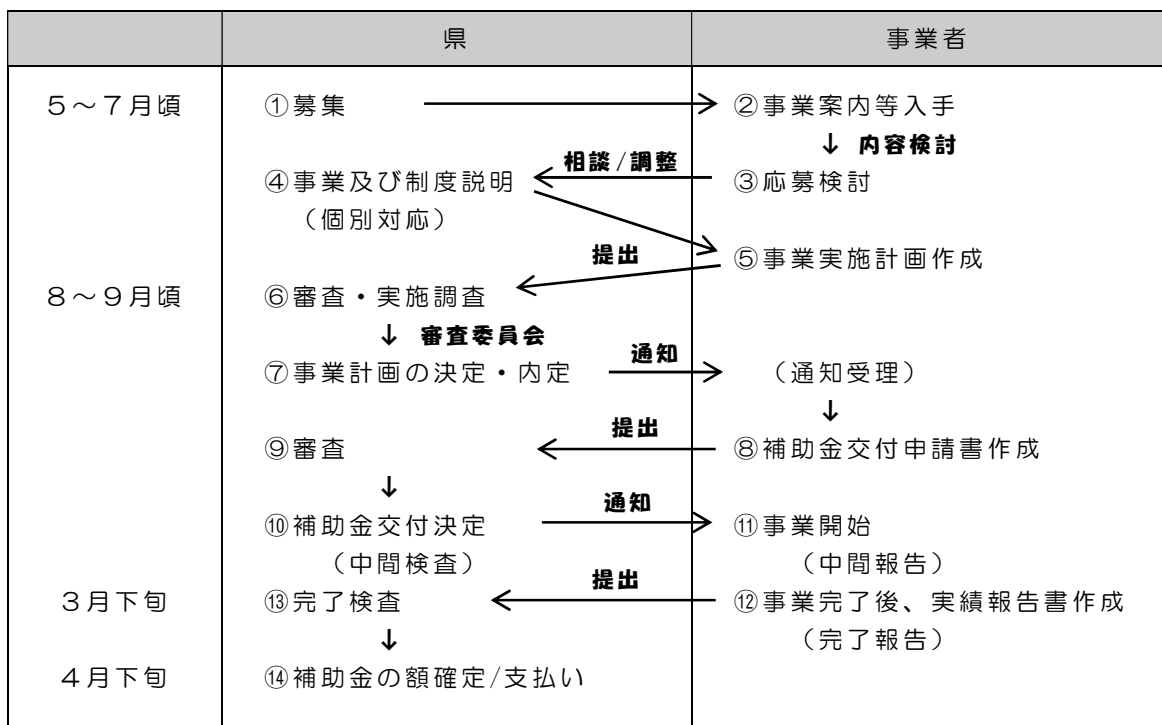 県 事業者
5～7月頃 ①募集 ②事業案内等入手
↓ 内容検討
相談/調整
④事業及び制度説明 ③応募検討
（個別対応）
提出 ⑤事業実施計画作成
8～9月頃 ⑥審査・実施調査
↓ 審査委員会
通知
⑦事業計画の決定・内定 （通知受理）
↓
提出
⑨審査 ⑧補助金交付申請書作成
↓
通知
⑩補助金交付決定 ⑪事業開始
（中間検査） （中間報告）
提出
3月下旬 ⑬完了検査 ⑫事業完了後、実績報告書作成
↓ （完了報告）
4月下旬 ⑭補助金の額確定/支払い